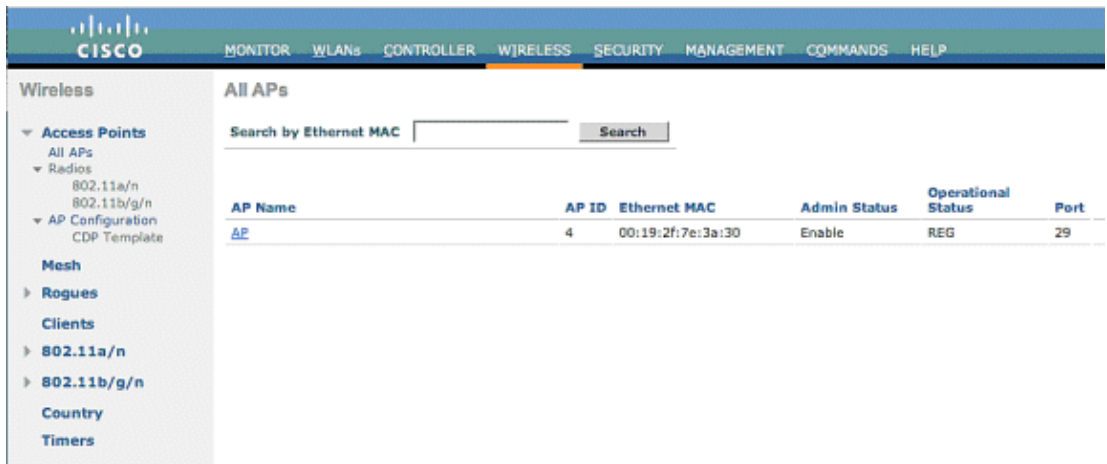 CISCO
MONITOR WLANs CONTROLLER WIRELESS SECURITY MANAGEMENT COMMANDS HELP
Wireless
Access Points
All APs
Radios
802.11a/n
802.11b/g/n
AP Configuration
CDP Template
Mesh
Rogues
Clients
802.11a/n
802.11b/g/n
Country
Timers
All APs
Search by Ethernet MAC Search
AP Name AP ID Ethernet MAC Admin Status Operational Status Port
AP 4 00:19:2f:7e:3a:30 Enable REG 29